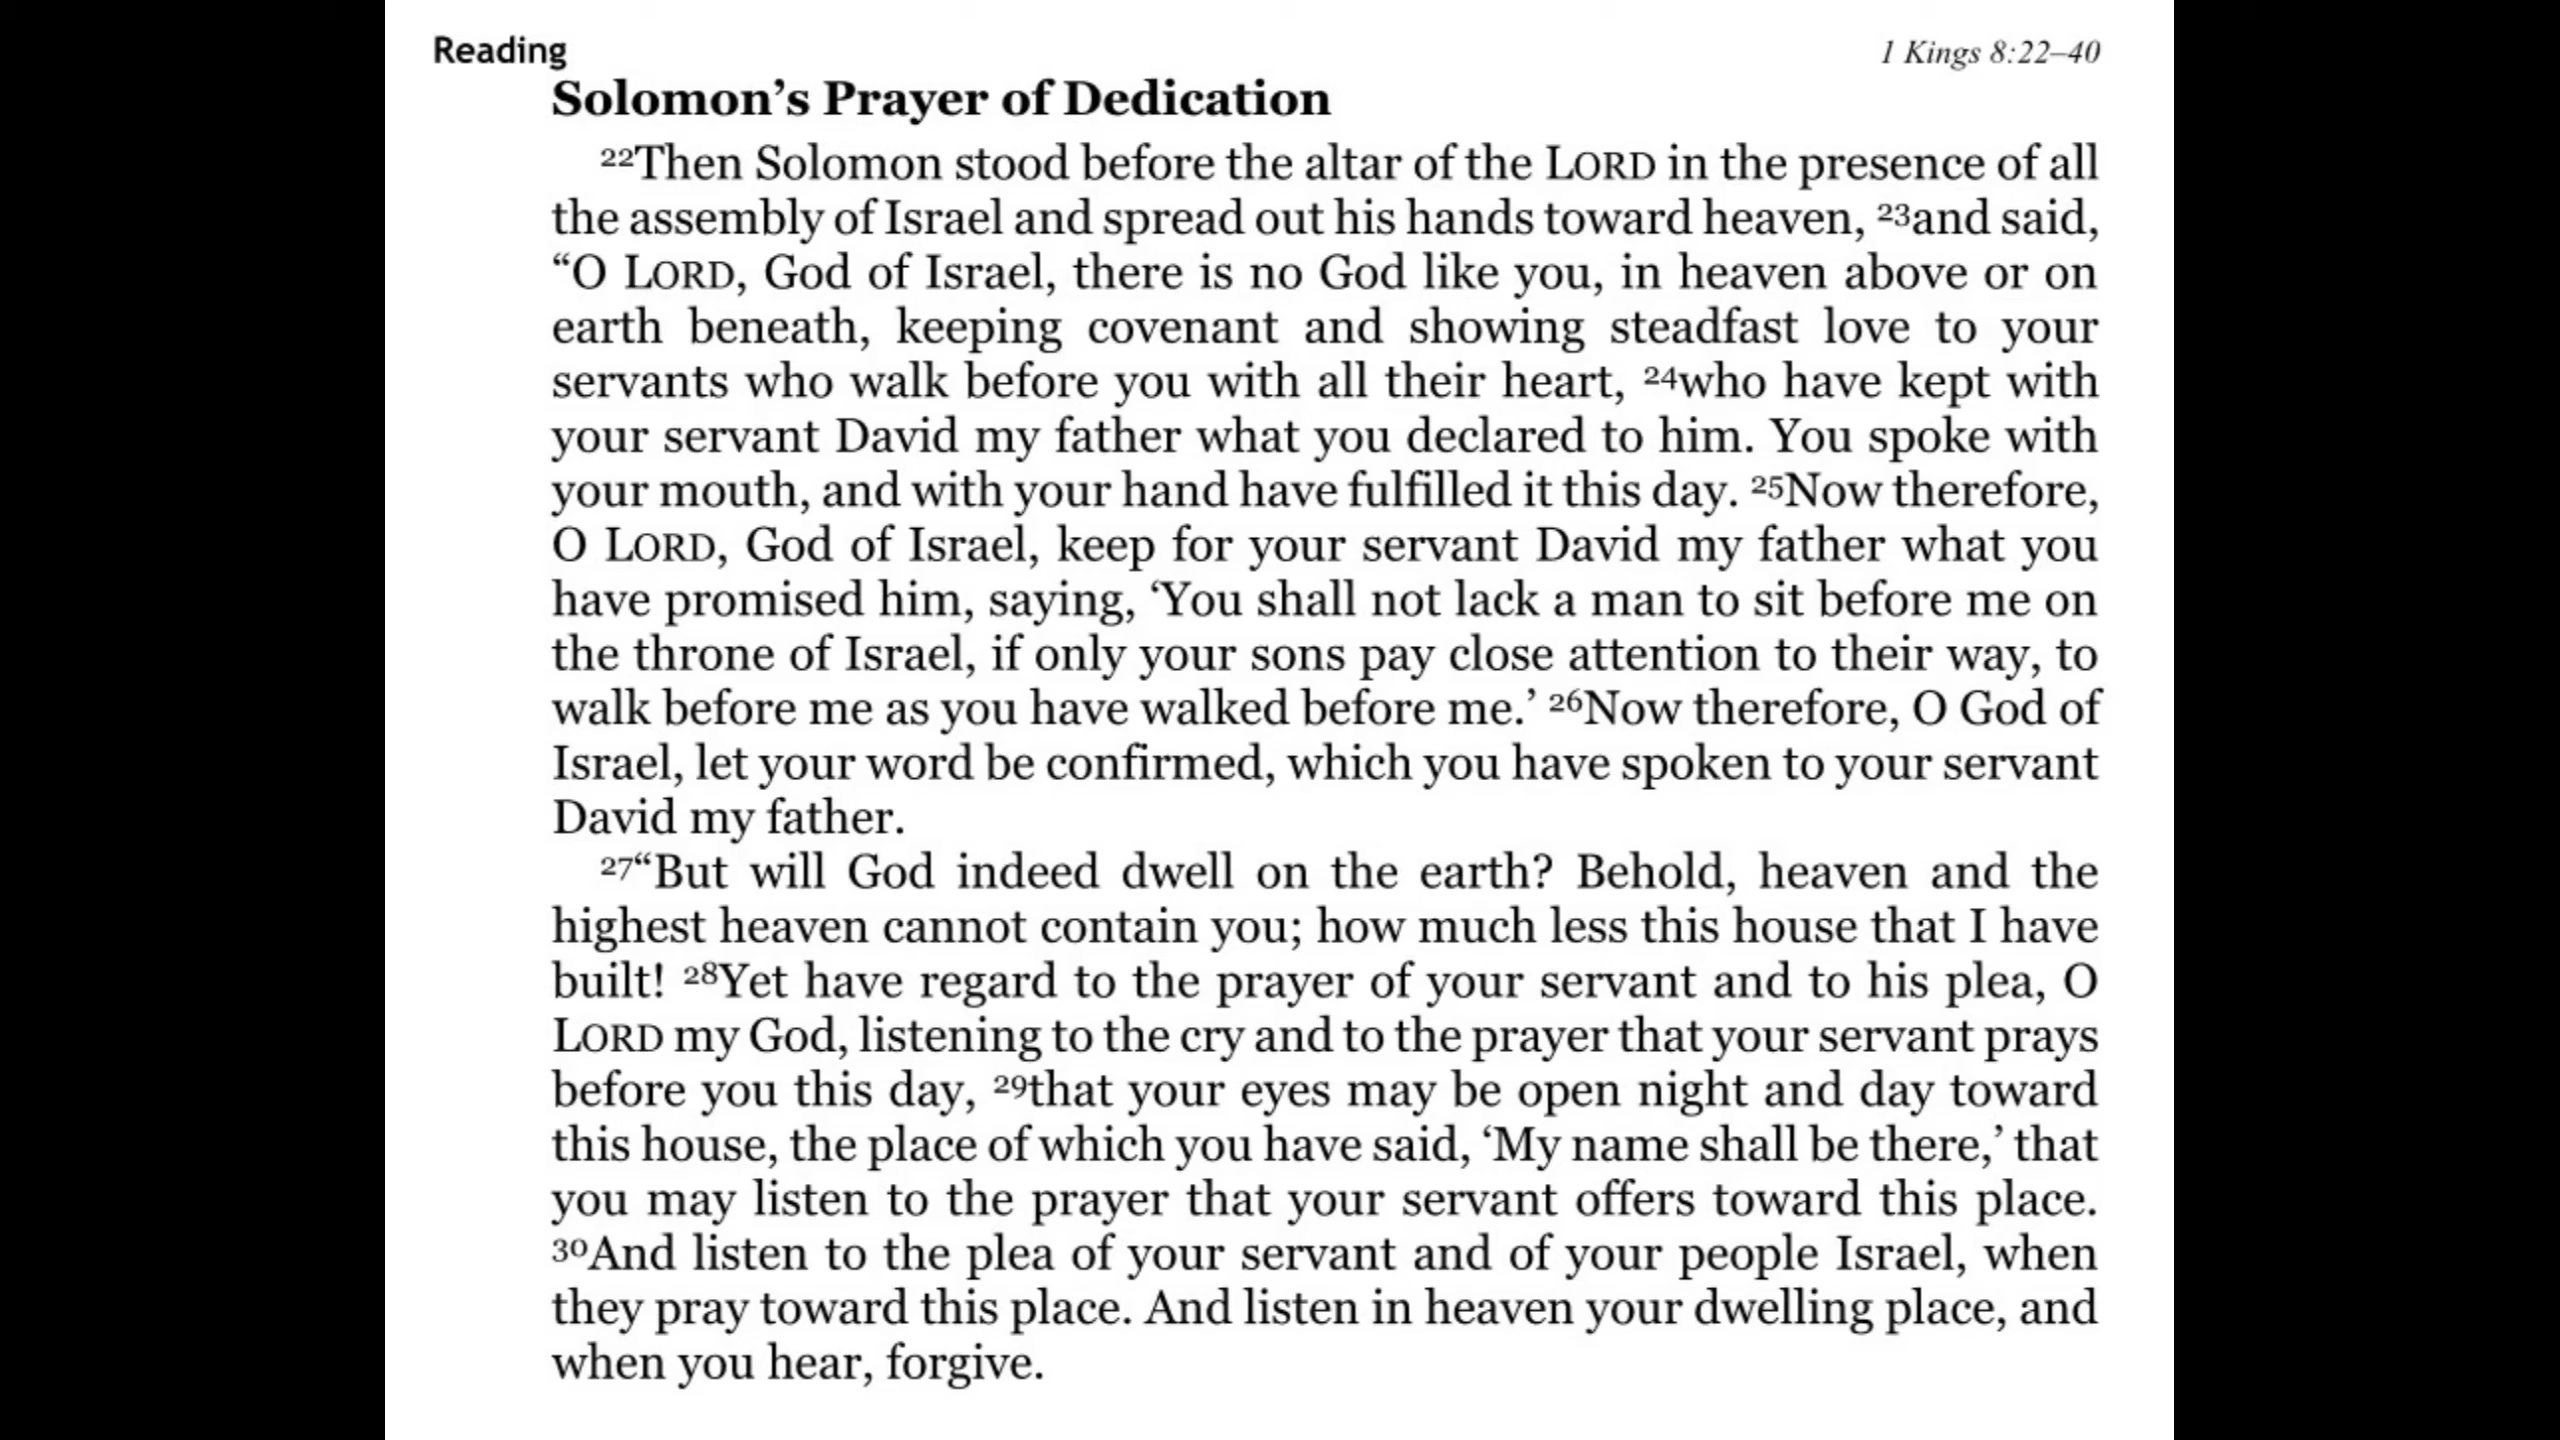 Reading
1 Kings 8:22–40
Solomon’s Prayer of Dedication
22Then Solomon stood before the altar of the LORD in the presence of all
the assembly of Israel and spread out his hands toward heaven, 23and said,
“O LORD, God of Israel, there is no God like you, in heaven above or on
earth beneath, keeping covenant and showing steadfast love to your
servants who walk before you with all their heart, 24who have kept with
your servant David my father what you declared to him. You spoke with
your mouth, and with your hand have fulfilled it this day. 25Now therefore,
O LORD, God of Israel, keep for your servant David my father what you
have promised him, saying, ‘You shall not lack a man to sit before me on
the throne of Israel, if only your sons pay close attention to their way, to
walk before me as you have walked before me.’ 26Now therefore, O God of
Israel, let your word be confirmed, which you have spoken to your servant
David my father.
27“But will God indeed dwell on the earth? Behold, heaven and the
highest heaven cannot contain you; how much less this house that I have
built! 28Yet have regard to the prayer of your servant and to his plea, O
LORD my God, listening to the cry and to the prayer that your servant prays
before you this day, 29that your eyes may be open night and day toward
this house, the place of which you have said, ‘My name shall be there,’ that
you may listen to the prayer that your servant offers toward this place.
30And listen to the plea of your servant and of your people Israel, when
they pray toward this place. And listen in heaven your dwelling place, and
when you hear, forgive.